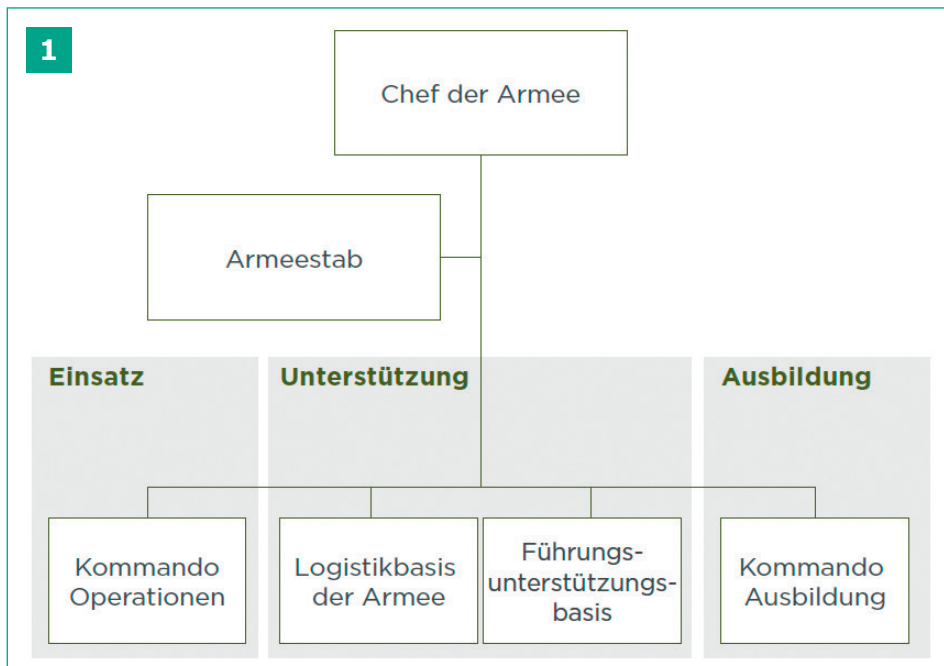 1
Chef der Armee
Armeestab
Einsatz
Unterstützung
Ausbildung
Kommando
Operationen
Logistikbasis
der Armee
Führungs-
unterstützungs-
basis
Kommando
Ausbildung